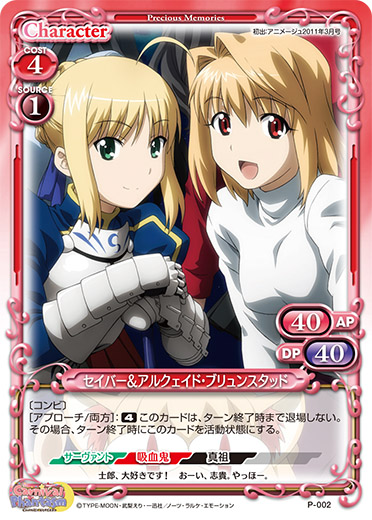 Precious Memories
Character
初出:アニメージュ2011年3月号
COST
4
SOURCE
1
40 AP
DP 40
セイバー&アルクェイド・ブリュンスタッド
[コンビ]
[アプローチ/両方]:4このカードは、ターン終了時まで退場しない。
その場合、ターン終了時にこのカードを活動状態にする。
サーヴァント 吸血鬼 真祖
士郎、大好きです! おーい、志貴。やっほー。
Carnival Phantasm
©TYPE-MOON・武梨えり・一迅社/ノーツ・ラルケ・エモーション
P-002